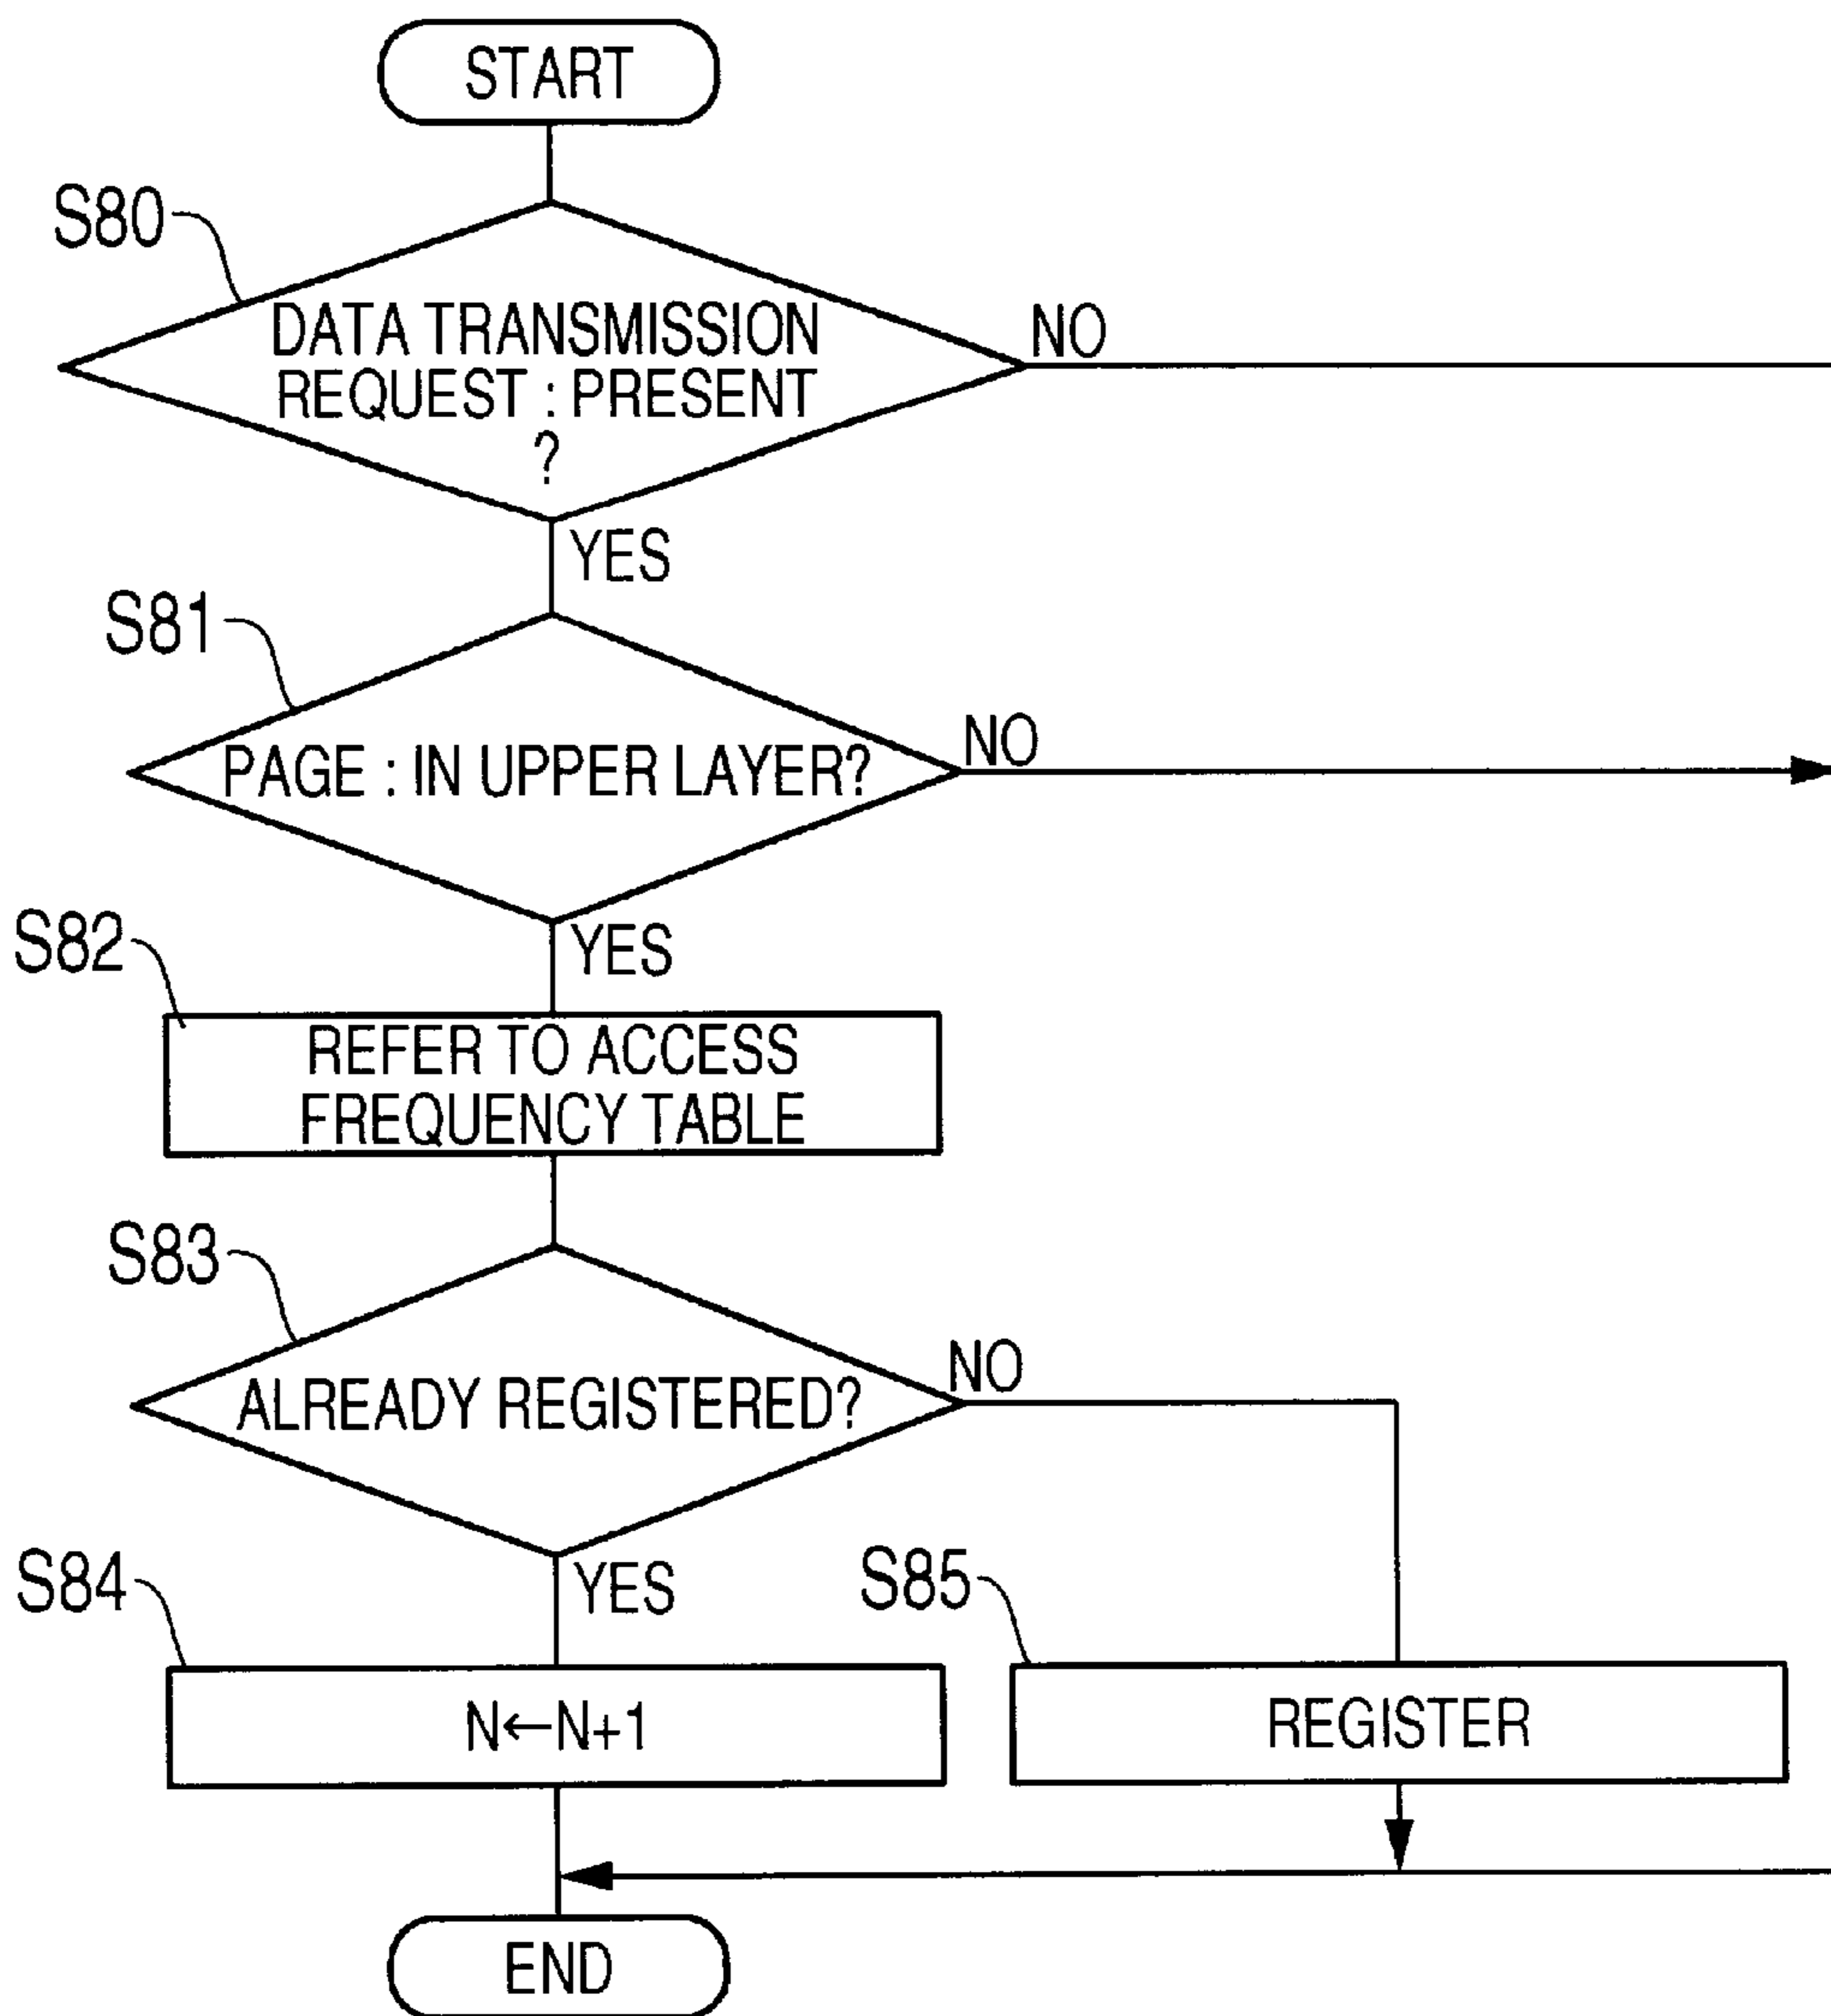 START
S80
DATA TRANSMISSION
REQUEST : PRESENT
?
NO
YES
S81
PAGE : IN UPPER LAYER?
NO
YES
S82
REFER TO ACCESS
FREQUENCY TABLE
S83
ALREADY REGISTERED?
NO
YES
S84
N←N+1
S85
REGISTER
END